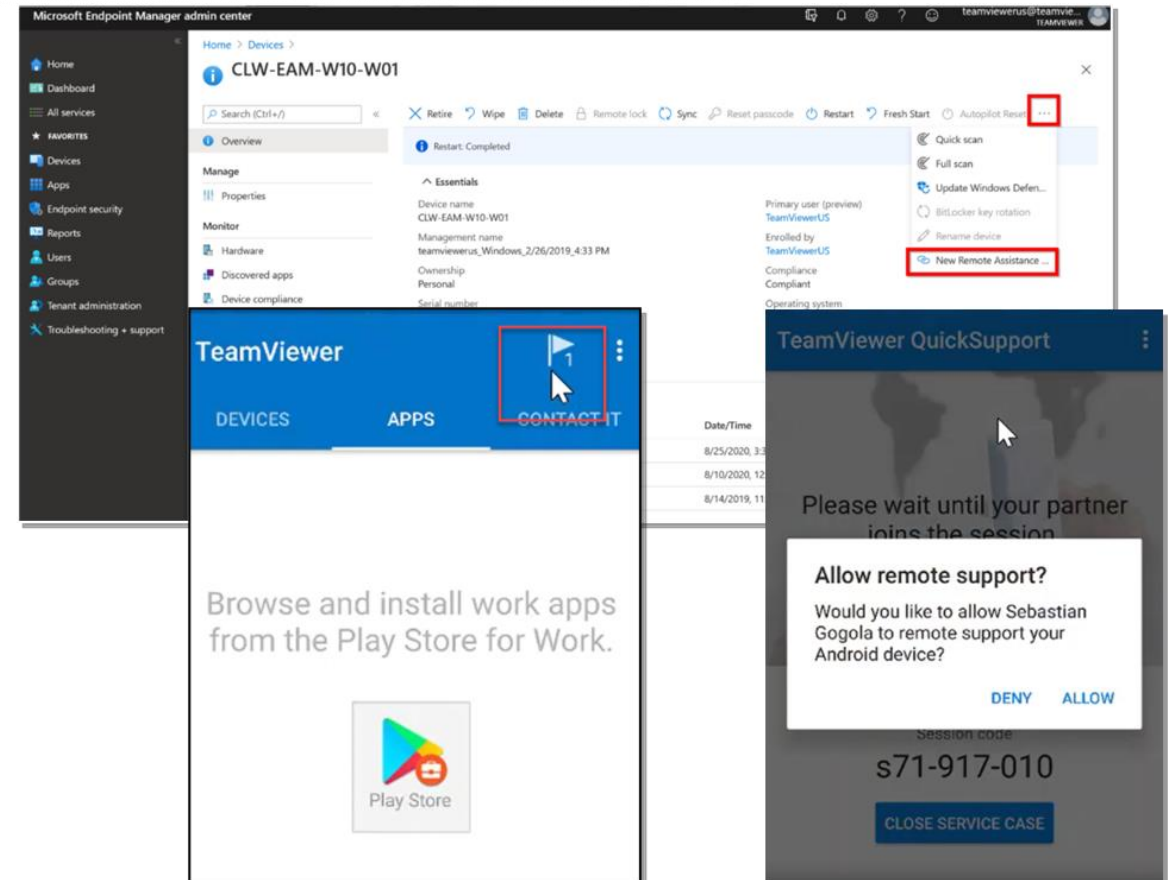 Microsoft Endpoint Manager admin center
teamviewerus@teamvie...
TEAMVIEWER
Home
Dashboard
All services
FAVORITES
Devices
Apps
Endpoint security
Reports
Users
Groups
Tenant administration
Troubleshooting + support
Home > Devices >
CLW-EAM-W10-W01
Search (Ctrl+/)
Overview
Manage
Properties
Monitor
Hardware
Discovered apps
Device compliance
Retire Wipe Delete Remote lock Sync Reset passcode Restart Fresh Start Autopilot Reset ...
Restart: Completed
Essentials
Device name
CLW-EAM-W10-W01
Management name
teamviewerus_Windows_2/26/2019_4:33 PM
Ownership
Personal
Serial number
Primary user (preview)
TeamViewerUS
Enrolled by
TeamViewerUS
Compliance
Compliant
Operating system
Quick scan
Full scan
Update Windows Defen...
BitLocker key rotation
Rename device
New Remote Assistance ...
Date/Time
8/25/2020, 3:3
8/10/2020, 12:
8/14/2019, 11:
TeamViewer
1
DEVICES APPS CONTACT IT
Browse and install work apps
from the Play Store for Work.
Play Store
TeamViewer QuickSupport
Please wait until your partner
joins the session
Allow remote support?
Would you like to allow Sebastian
Gogola to remote support your
Android device?
DENY ALLOW
Session code
s71-917-010
CLOSE SERVICE CASE